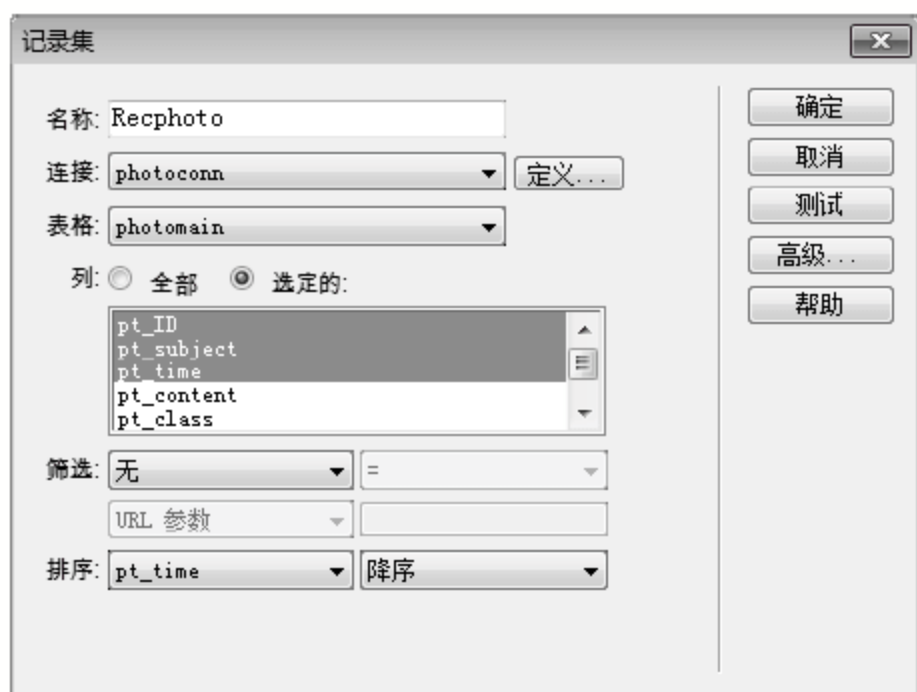 记录集
名称: Recphoto
连接: photoconn 定义...
表格: photomain
列: 全部 选定的:
pt_ID
pt_subject
pt_time
pt_content
pt_class
筛选: 无 =
URL 参数
排序: pt_time 降序
确定
取消
测试
高级...
帮助